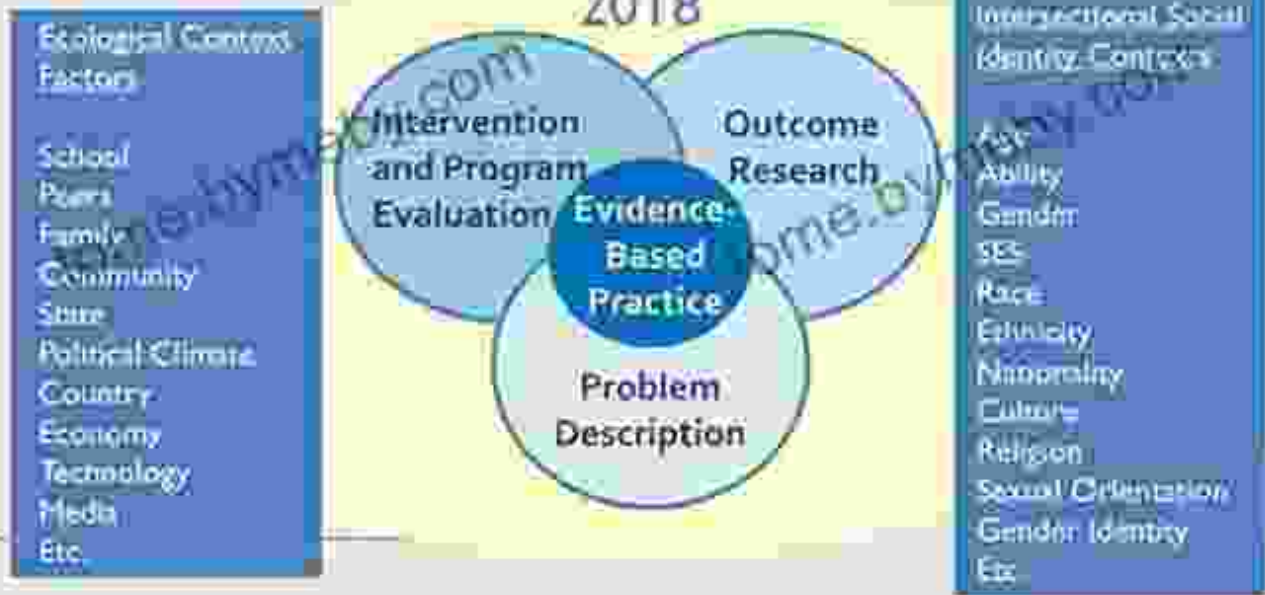 2018
Ecological Context
Factors
School
Peers
Family
Community
State
Political Climate
Country
Economy
Technology
Media
Etc.
Intervention
and Program
Evaluation
Outcome
Research
Evidence-
Based
Practice
Problem
Description
Intersectional Social
Identity Contexts
Age
Ability
Gender
SES
Race
Ethnicity
Nationality
Culture
Religion
Sexual Orientation
Gender Identity
Etc.